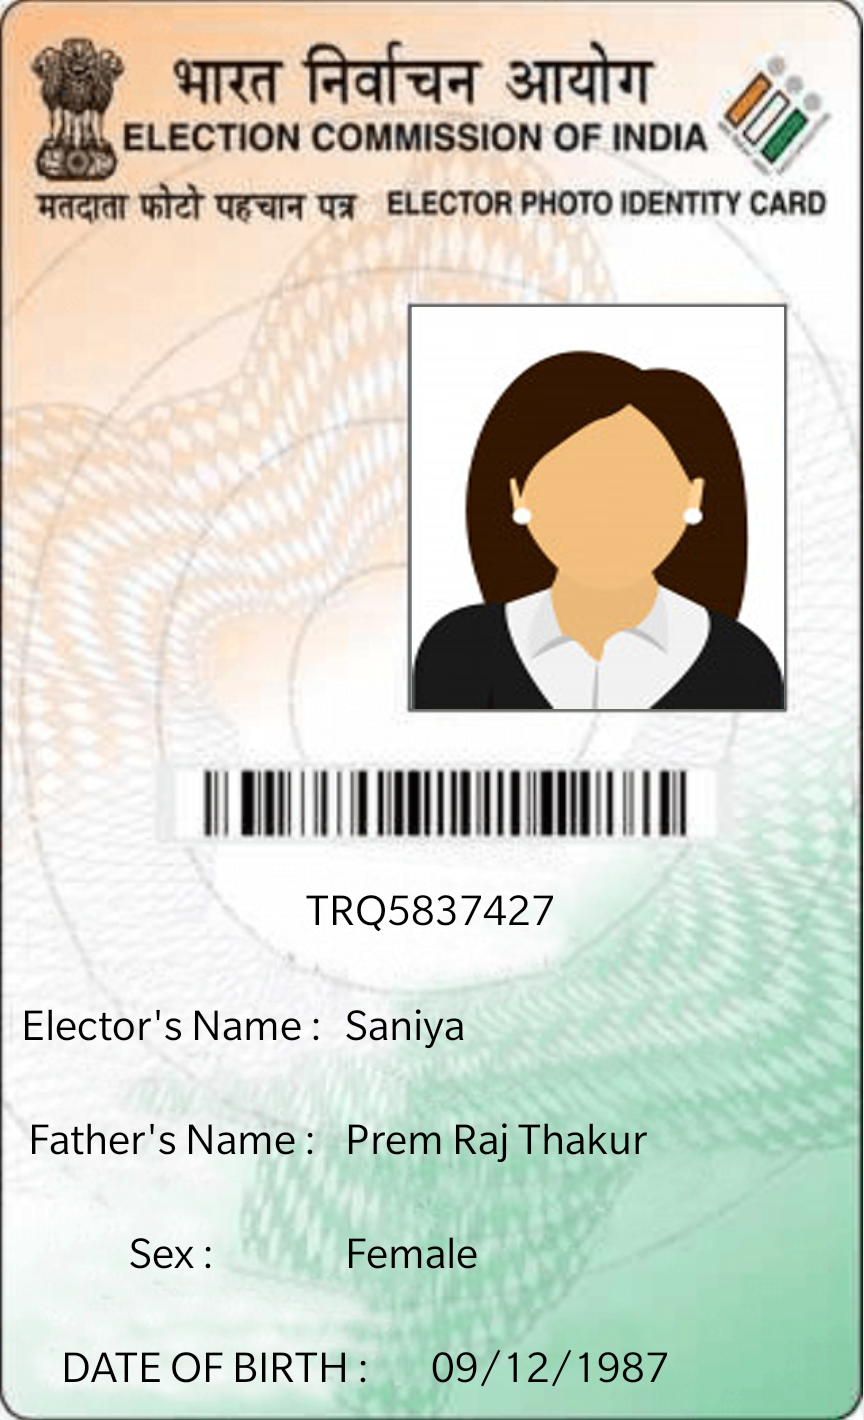 भारत निर्वाचन आयोग
ELECTION COMMISSION OF INDIA
मतदाता फोटो पहचान पत्र ELECTOR PHOTO IDENTITY CARD
TRQ5837427
Elector's Name : Saniya
Father's Name : Prem Raj Thakur
Sex : Female
DATE OF BIRTH : 09/12/1987